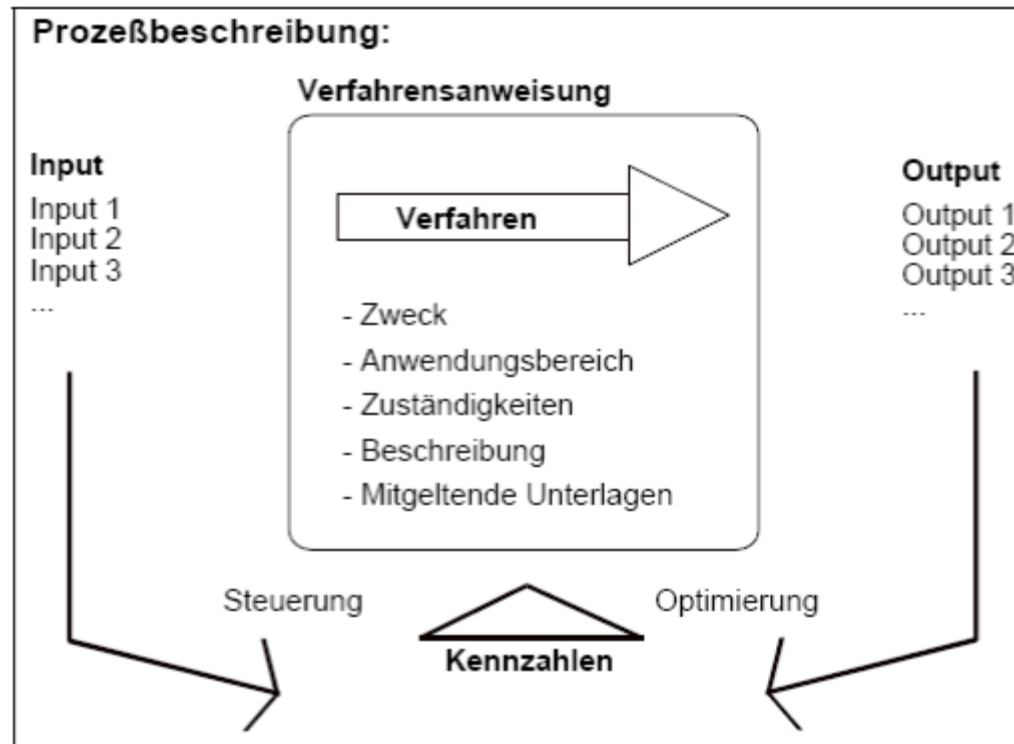 Prozeßbeschreibung:
Verfahrensanweisung
Input
Input 1
Input 2
Input 3
...
Verfahren
- Zweck
- Anwendungsbereich
- Zuständigkeiten
- Beschreibung
- Mitgeltende Unterlagen
Output
Output 1
Output 2
Output 3
...
Steuerung
Optimierung
Kennzahlen